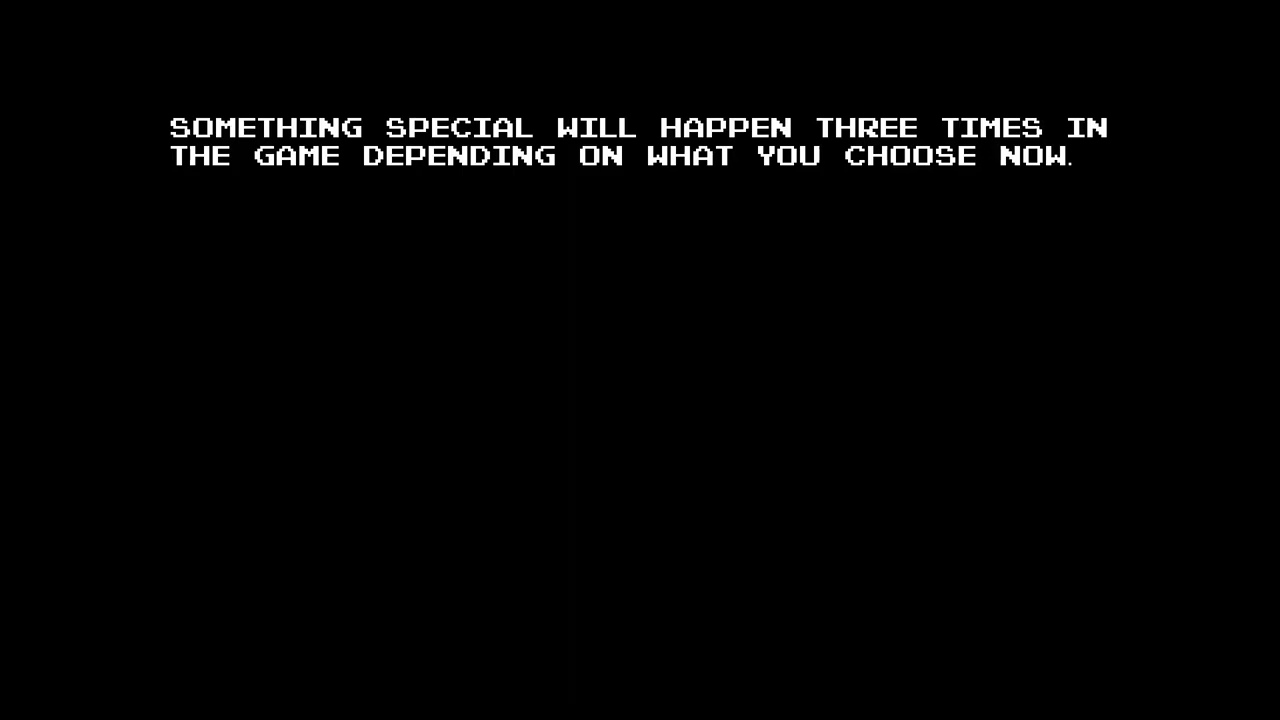 SOMETHING SPECIAL WILL HAPPEN THREE TIMES IN
THE GAME DEPENDING ON WHAT YOU CHOOSE NOW.